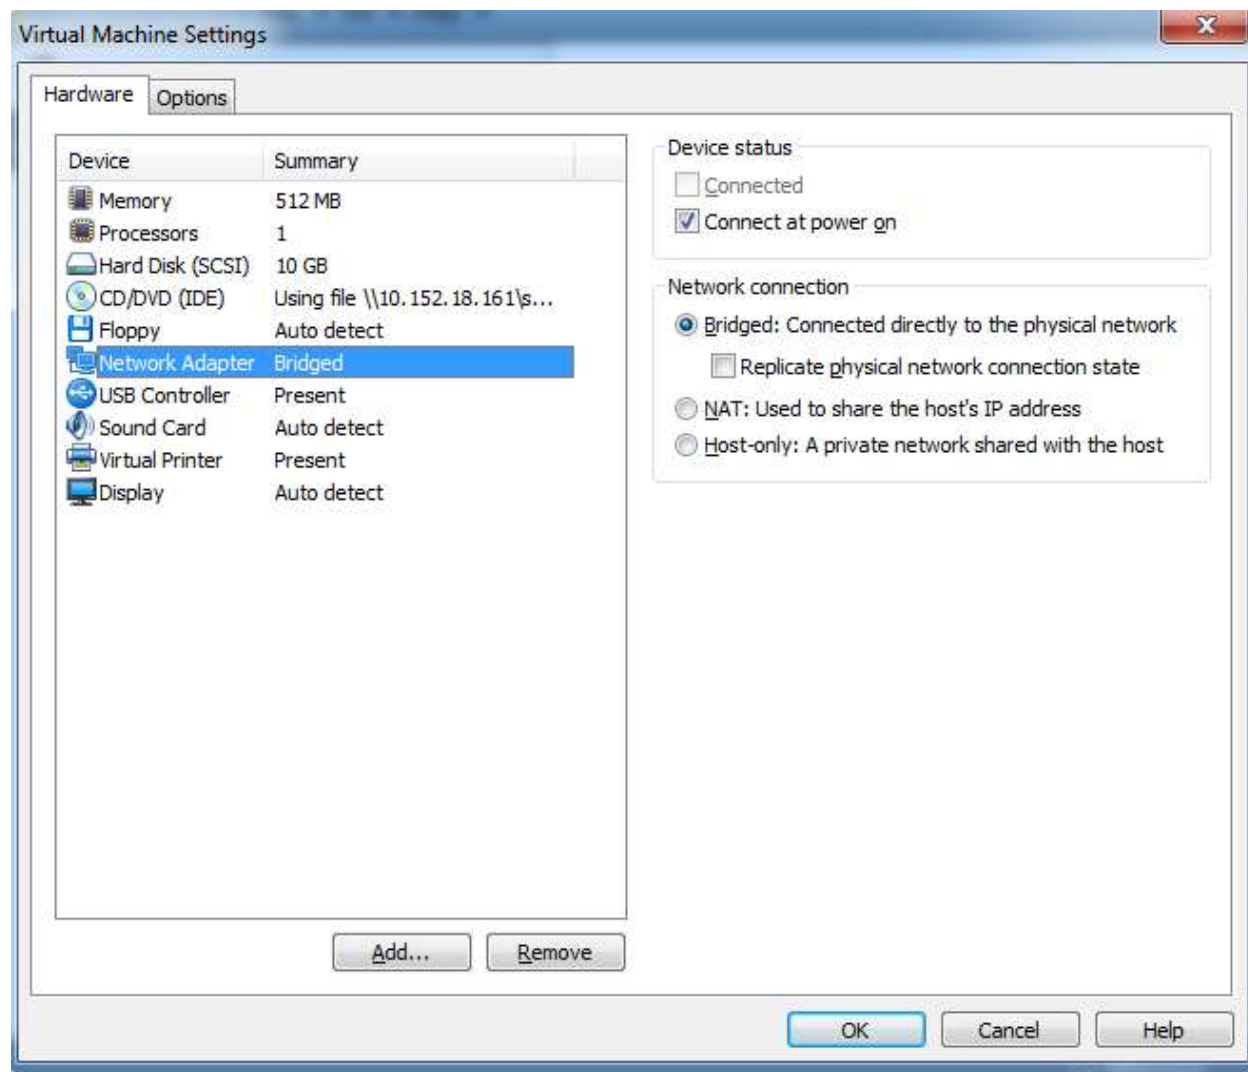 Virtual Machine Settings
Hardware Options
Device Summary
Memory 512 MB
Processors 1
Hard Disk (SCSI) 10 GB
CD/DVD (IDE) Using file \\10.152.18.161\s...
Floppy Auto detect
Network Adapter Bridged
USB Controller Present
Sound Card Auto detect
Virtual Printer Present
Display Auto detect
Add... Remove
Device status
Connected
Connect at power on
Network connection
Bridged: Connected directly to the physical network
Replicate physical network connection state
NAT: Used to share the host's IP address
Host-only: A private network shared with the host
OK Cancel Help